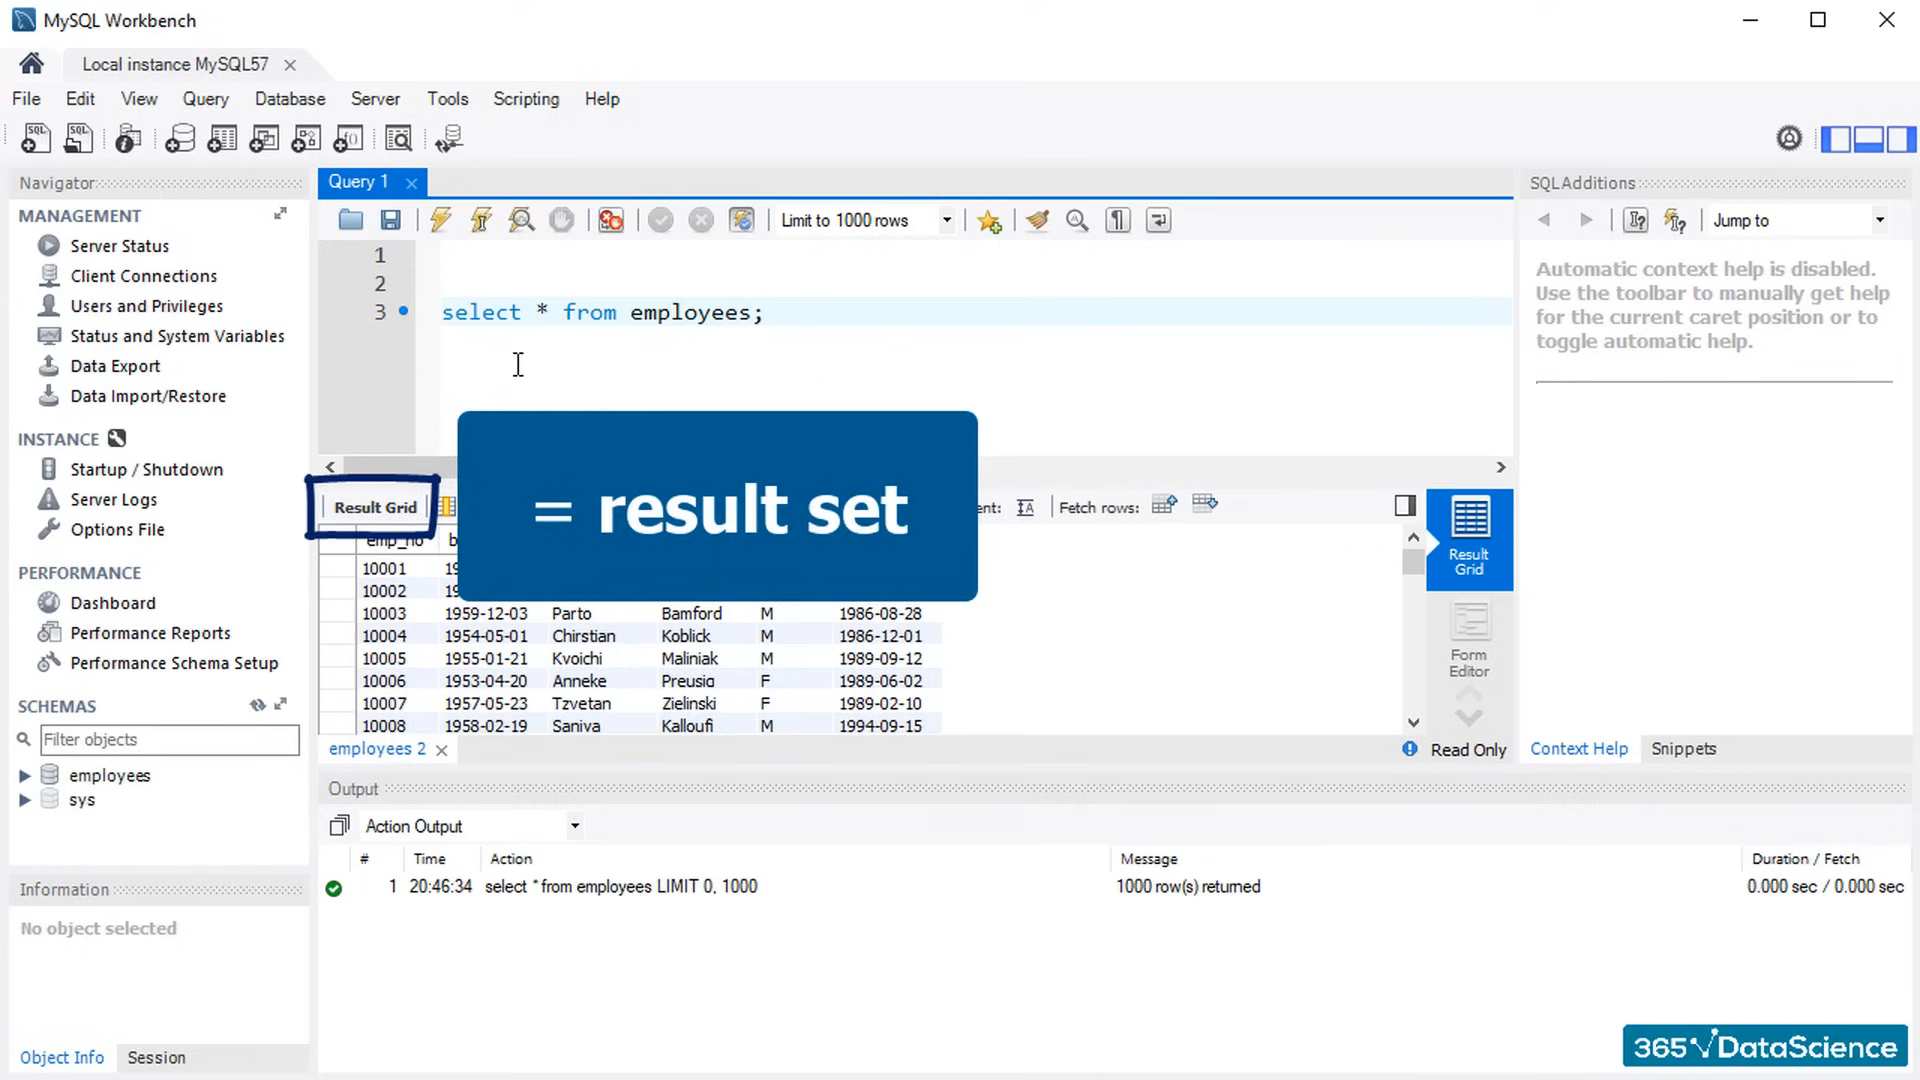 MySQL Workbench
Local instance MySQL57
File Edit View Query Database Server Tools Scripting Help
Navigator
MANAGEMENT
Server Status
Client Connections
Users and Privileges
Status and System Variables
Data Export
Data Import/Restore
INSTANCE
Startup / Shutdown
Server Logs
Options File
PERFORMANCE
Dashboard
Performance Reports
Performance Schema Setup
SCHEMAS
Filter objects
employees
sys
Information
No object selected
Object Info Session
Query 1
Limit to 1000 rows
1
2
3 select * from employees;
= result set
Result Grid
Fetch rows:
emp_no
10001
10002
10003 1959-12-03 Parto Bamford M 1986-08-28
10004 1954-05-01 Chirstian Koblick M 1986-12-01
10005 1955-01-21 Kvoichi Maliniak M 1989-09-12
10006 1953-04-20 Anneke Preusig F 1989-06-02
10007 1957-05-23 Tzvetan Zielinski F 1989-02-10
10008 1958-02-19 Saniva Kalloufi M 1994-09-15
employees 2
Read Only
Result
Grid
Form
Editor
SQLAdditions
Jump to
Automatic context help is disabled.
Use the toolbar to manually get help
for the current caret position or to
toggle automatic help.
Context Help Snippets
Output
Action Output
# Time Action Message Duration / Fetch
1 20:46:34 select * from employees LIMIT 0, 1000 1000 row(s) returned 0.000 sec / 0.000 sec
365 DataScience